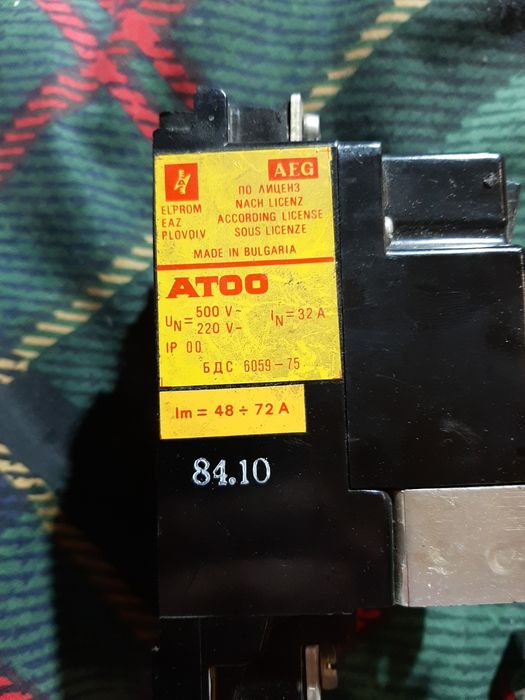 AEG
ПО ЛИЦЕНЗ
NACH LICENZ
ACCORDING LICENSE
SOUS LICENZE
ELPROM
EAZ
PLOVDIV
MADE IN BULGARIA
ATOO
UN= 500 V~ IN=32 A
220 V-
IP 00
БДС 6059-75
Im = 48 ÷ 72 A
84.10